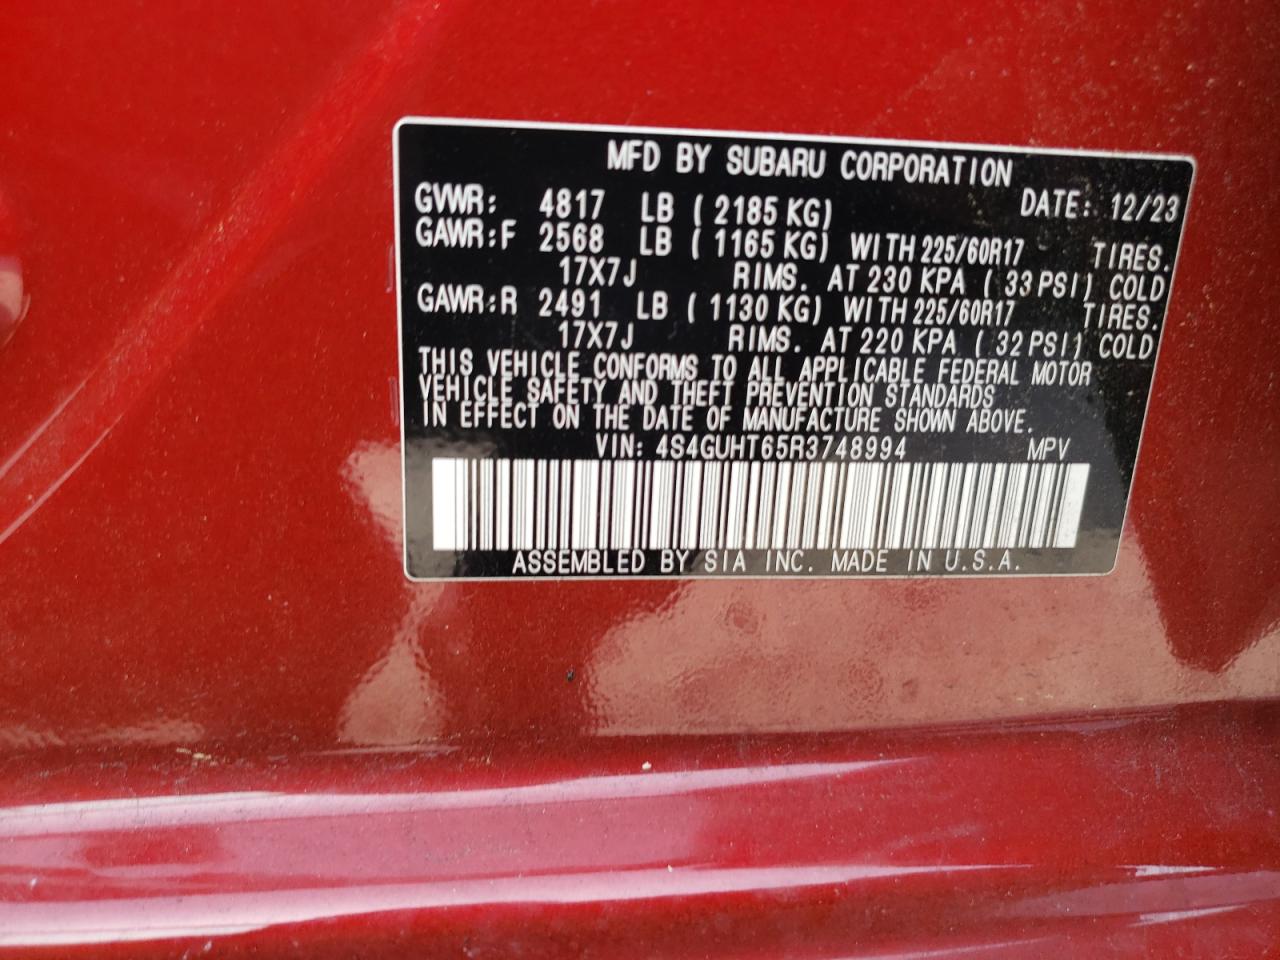 MFD BY SUBARU CORPORATION
GVWR: 4817 LB ( 2185 KG) DATE: 12/23
GAWR:F 2568 LB ( 1165 KG) WITH 225/60R17 TIRES.
17X7J RIMS. AT 230 KPA ( 33 PSI) COLD
GAWR:R 2491 LB ( 1130 KG) WITH 225/60R17 TIRES.
17X7J RIMS. AT 220 KPA ( 32 PSI) COLD
THIS VEHICLE CONFORMS TO ALL APPLICABLE FEDERAL MOTOR
VEHICLE SAFETY AND THEFT PREVENTION STANDARDS
IN EFFECT ON THE DATE OF MANUFACTURE SHOWN ABOVE.
VIN: 4S4GUHT65R3748994 MPV
ASSEMBLED BY SIA INC. MADE IN U.S.A.